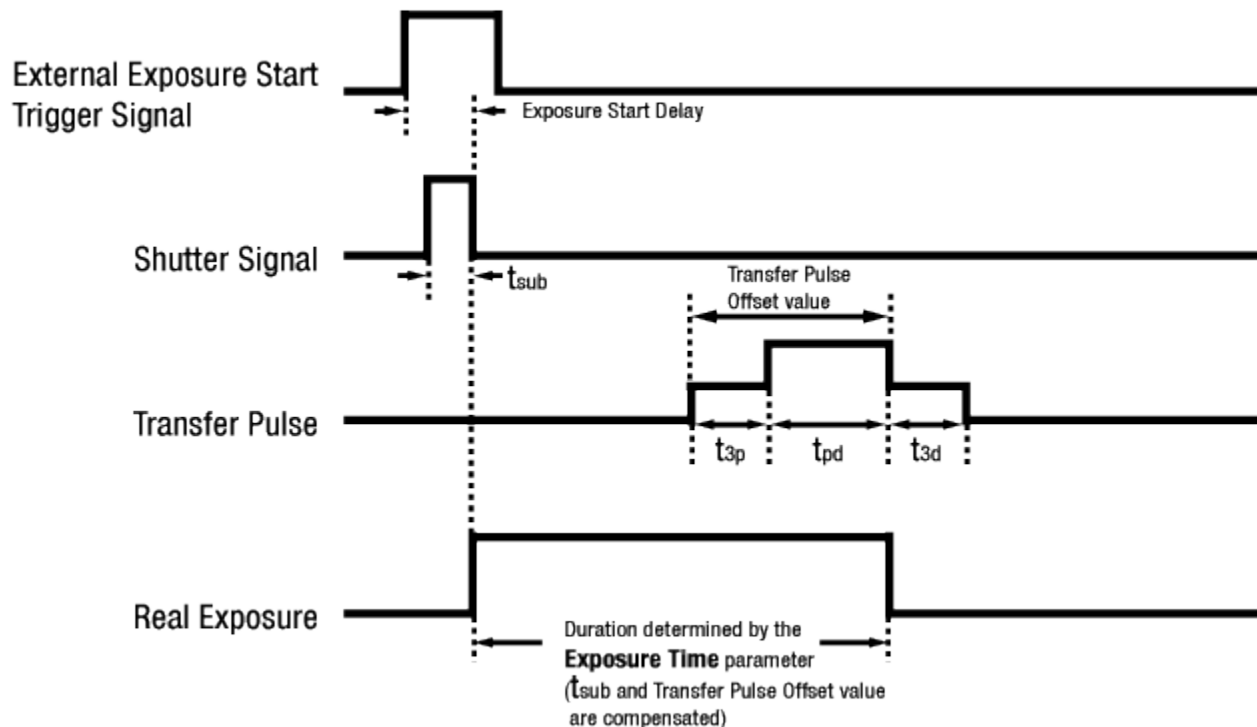 External Exposure Start
Trigger Signal
Exposure Start Delay
Shutter Signal
tsub
Transfer Pulse
Offset value
Transfer Pulse
t3p
tpd
t3d
Real Exposure
Duration determined by the
Exposure Time parameter
(tsub and Transfer Pulse Offset value
are compensated)